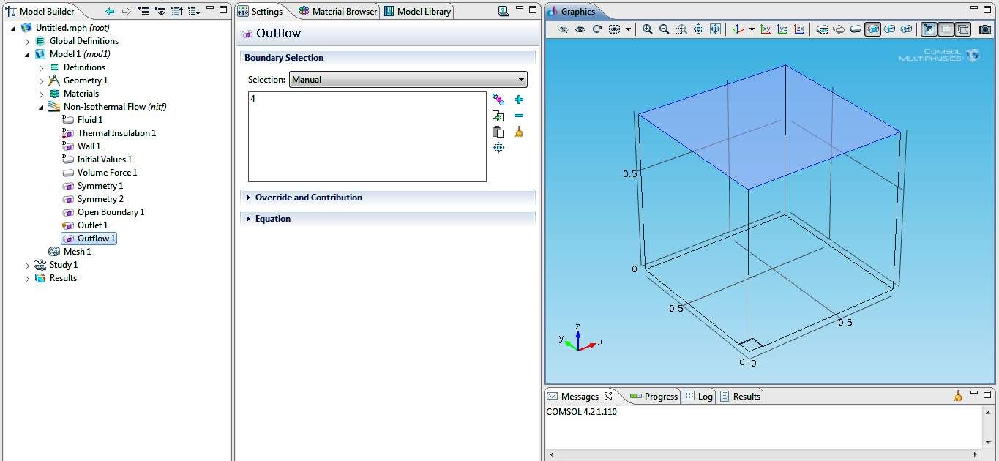 Model Builder
Untitled.mph (root)
Global Definitions
Model 1 (mod1)
Definitions
Geometry 1
Materials
Non-Isothermal Flow (nitf)
Fluid 1
Thermal Insulation 1
Wall 1
Initial Values 1
Volume Force 1
Symmetry 1
Symmetry 2
Open Boundary 1
Outlet 1
Outflow 1
Mesh 1
Study 1
Results
Settings Material Browser Model Library
Outflow
Boundary Selection
Selection: Manual
4
Override and Contribution
Equation
Graphics
xy yz zx
COMSOL
MULTIPHYSICS
0.5
0
0.5
0.5
0 0
z
y x
Messages Progress Log Results
COMSOL 4.2.1.110